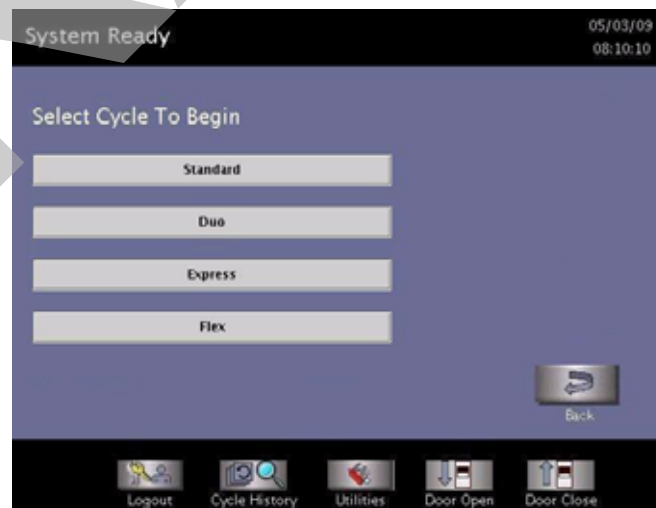 System Ready
05/03/09
08:10:10
Select Cycle To Begin
Standard
Duo
Express
Flex
Back
Logout
Cycle History
Utilities
Door Open
Door Close